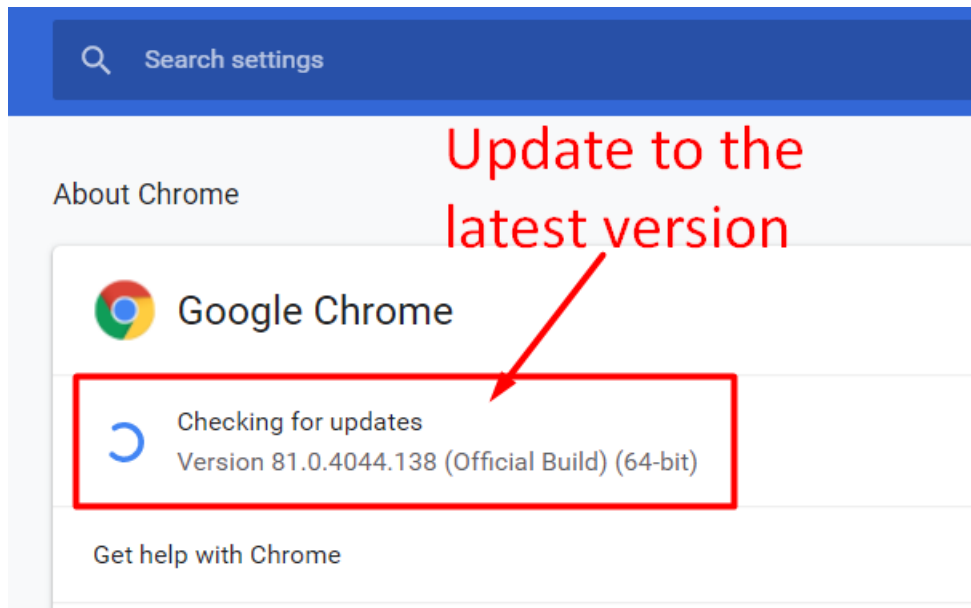 Search settings
Update to the
latest version
About Chrome
Google Chrome
Checking for updates
Version 81.0.4044.138 (Official Build) (64-bit)
Get help with Chrome